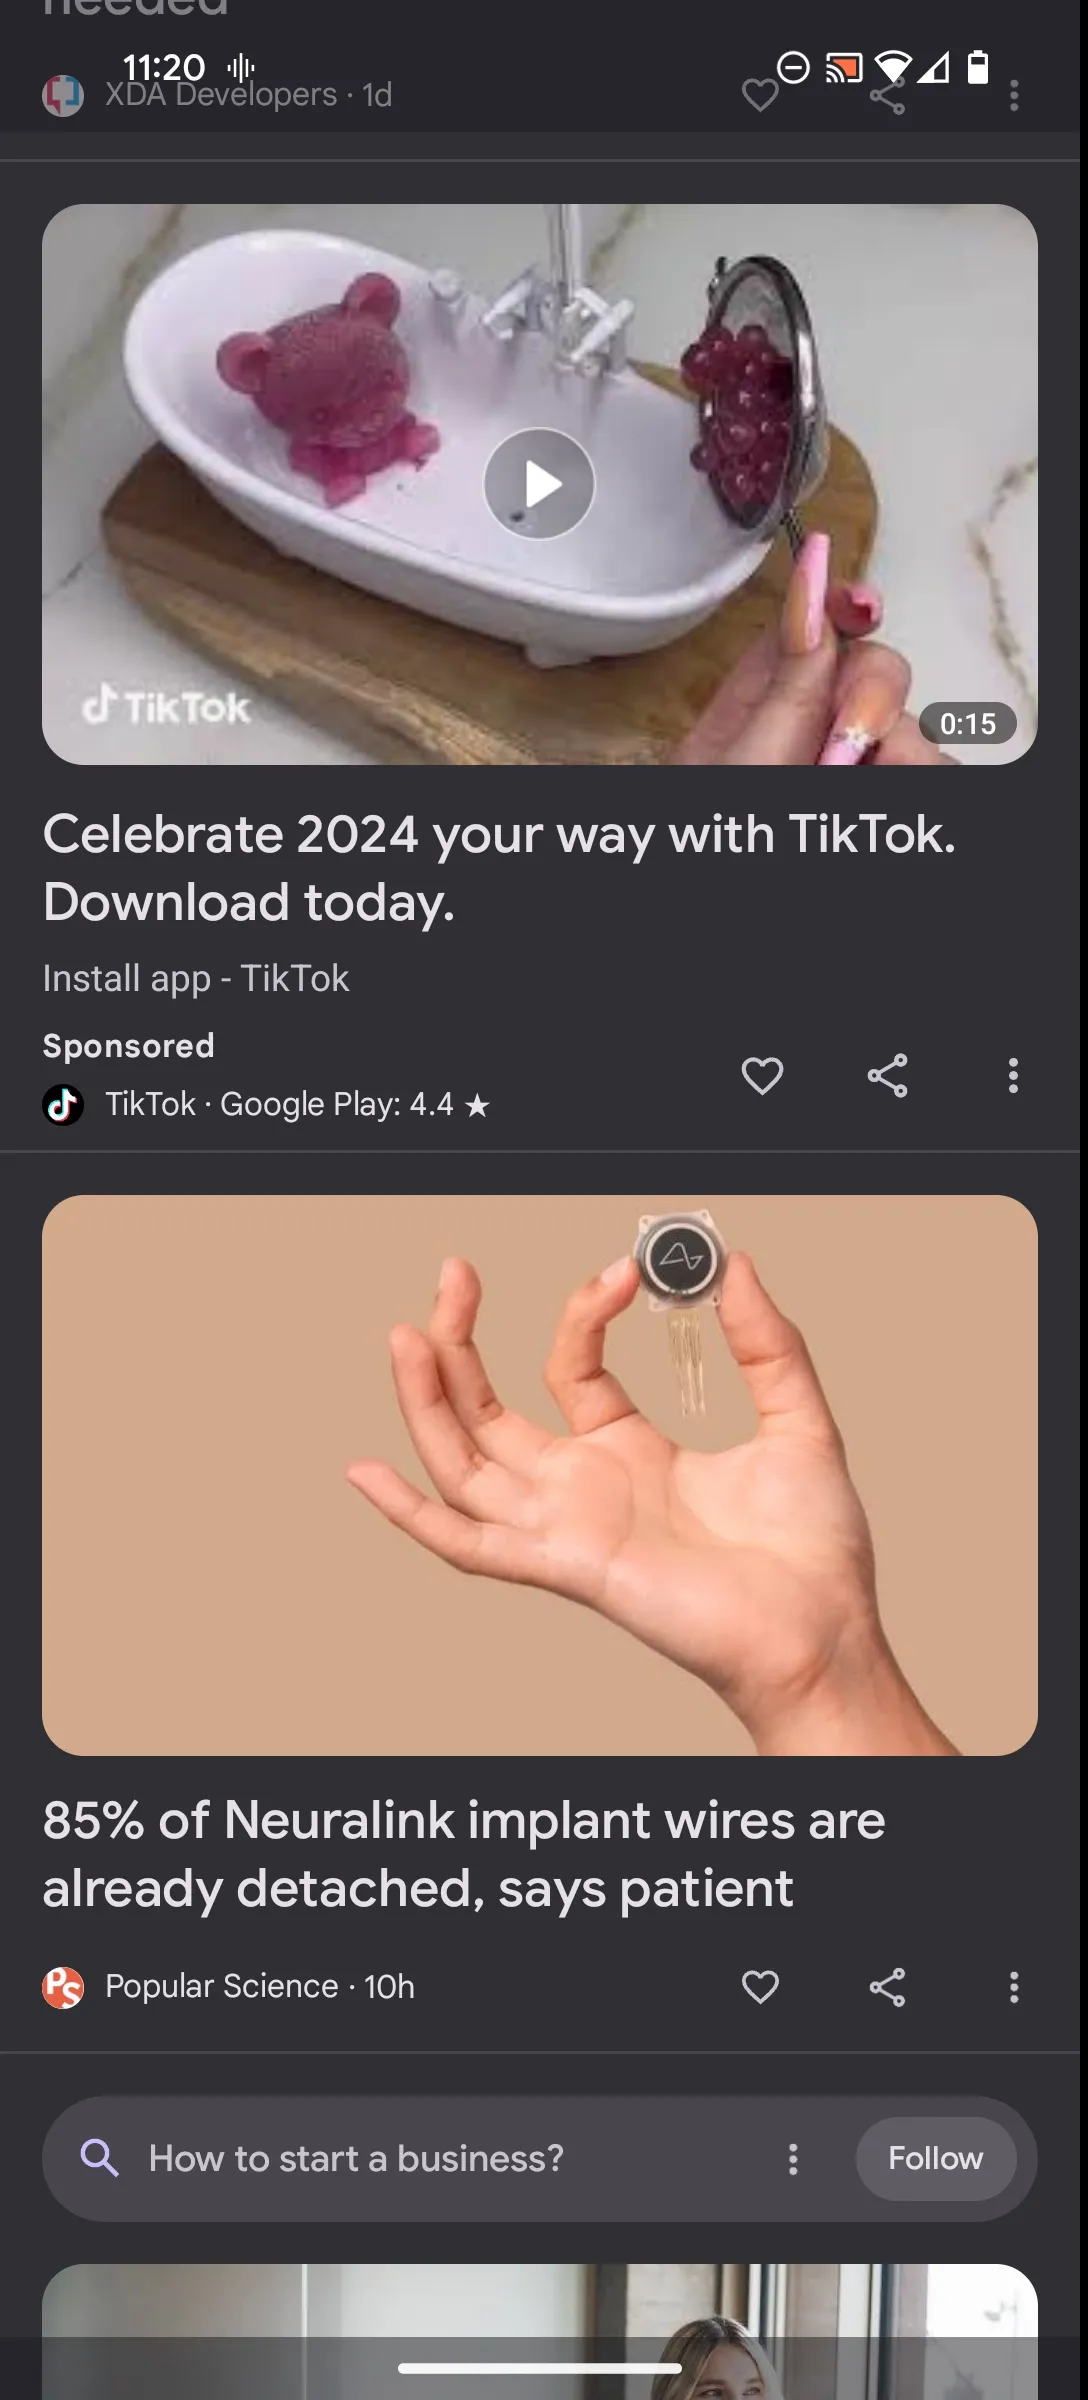 needed
11:20
XDA Developers · 1d
TikTok
0:15
Celebrate 2024 your way with TikTok.
Download today.
Install app - TikTok
Sponsored
TikTok · Google Play: 4.4 ★
85% of Neuralink implant wires are
already detached, says patient
PS
Popular Science · 10h
How to start a business?
Follow